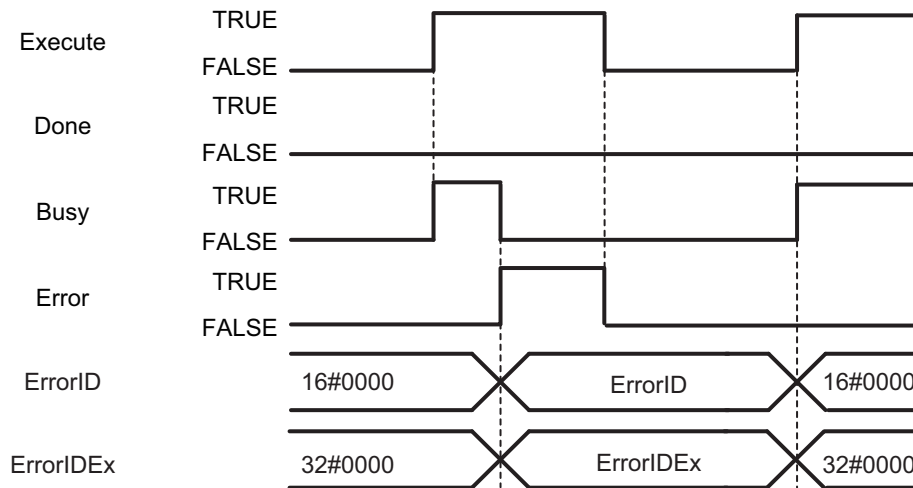 Execute TRUE
FALSE
Done TRUE
FALSE
Busy TRUE
FALSE
Error TRUE
FALSE
ErrorID 16#0000 ErrorID 16#0000
ErrorIDEx 32#0000 ErrorIDEx 32#0000